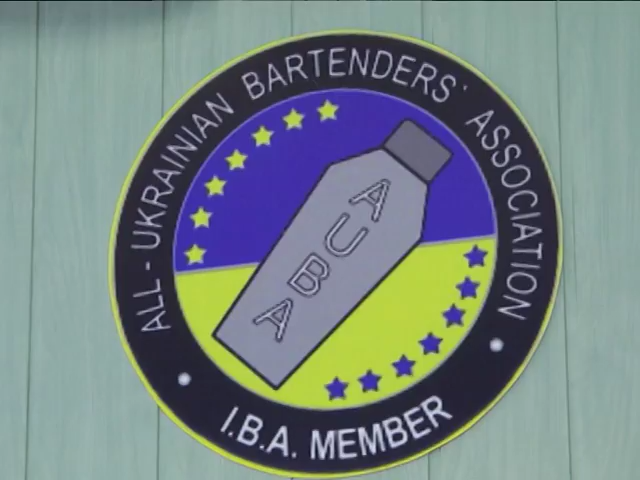 ALL - UKRAINIAN BARTENDERS' ASSOCIATION
AUBA
I.B.A. MEMBER